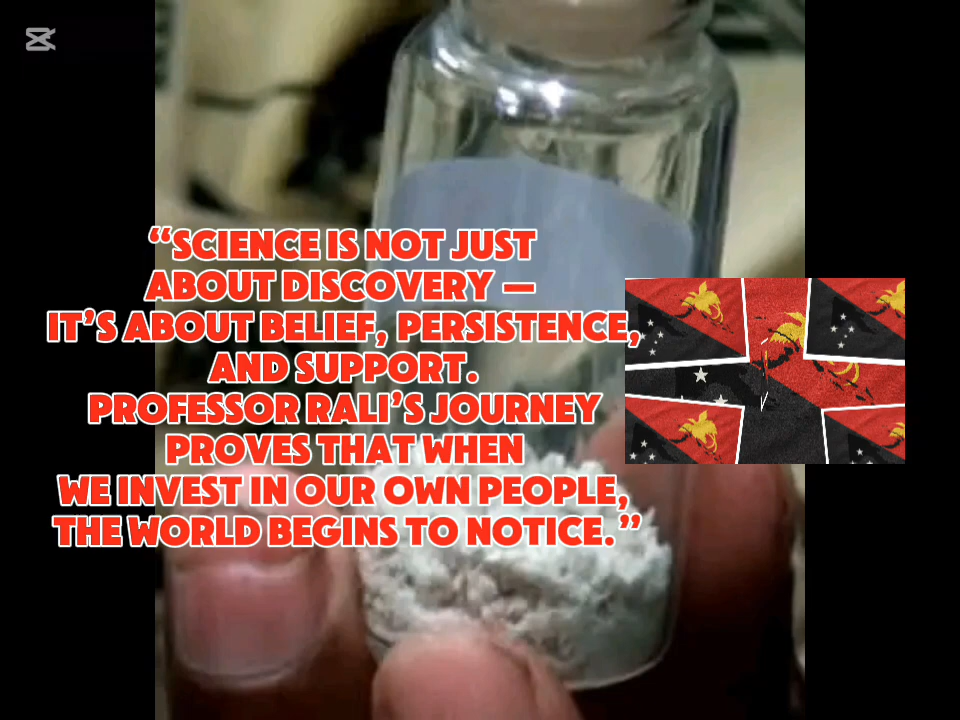 “SCIENCE IS NOT JUST
ABOUT DISCOVERY —
IT’S ABOUT BELIEF, PERSISTENCE,
AND SUPPORT.
PROFESSOR RALI’S JOURNEY
PROVES THAT WHEN
WE INVEST IN OUR OWN PEOPLE,
THE WORLD BEGINS TO NOTICE.”